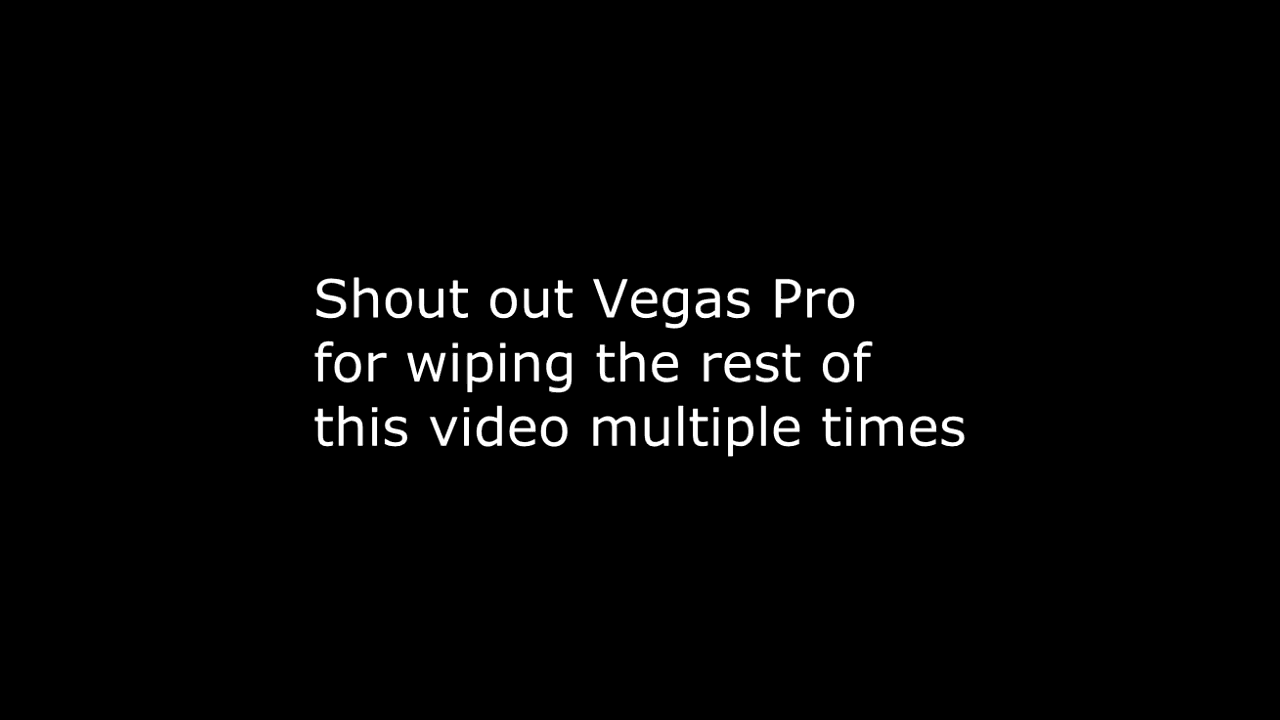 Shout out Vegas Pro
for wiping the rest of
this video multiple times